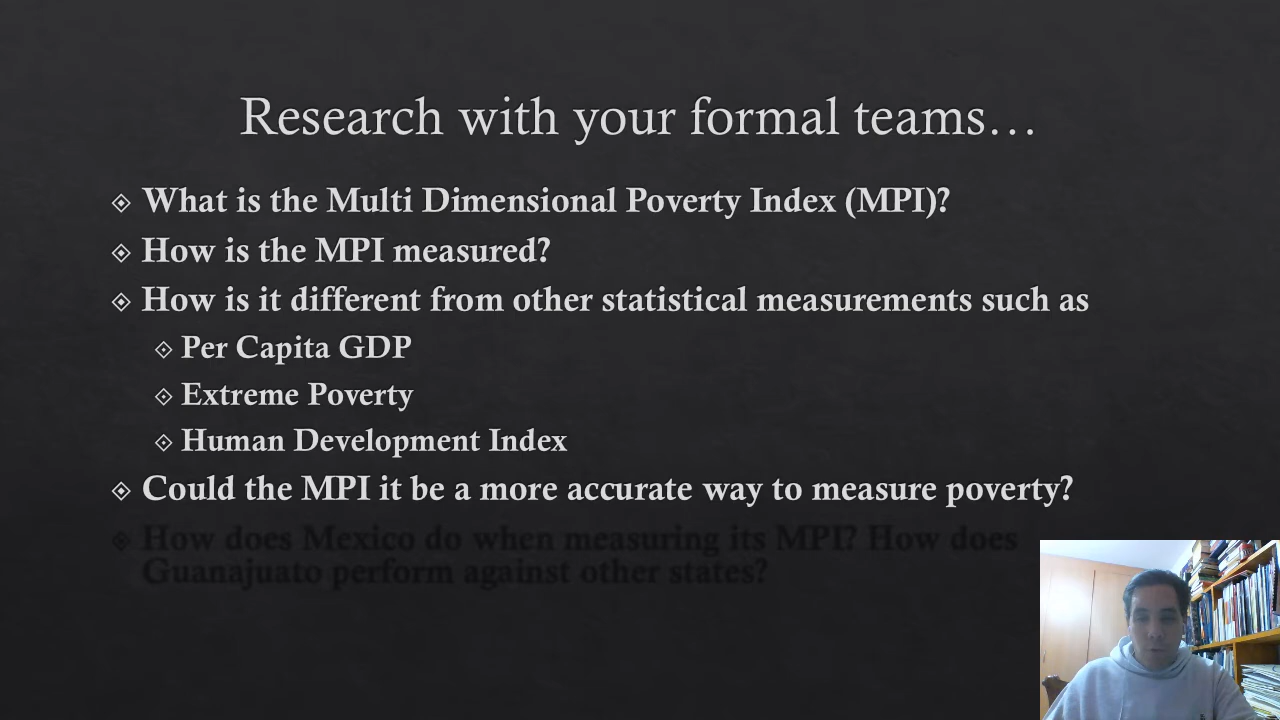 Research with your formal teams…
What is the Multi Dimensional Poverty Index (MPI)?
How is the MPI measured?
How is it different from other statistical measurements such as
Per Capita GDP
Extreme Poverty
Human Development Index
Could the MPI it be a more accurate way to measure poverty?
How does Mexico do when measuring its MPI? How does
Guanajuato perform against other states?